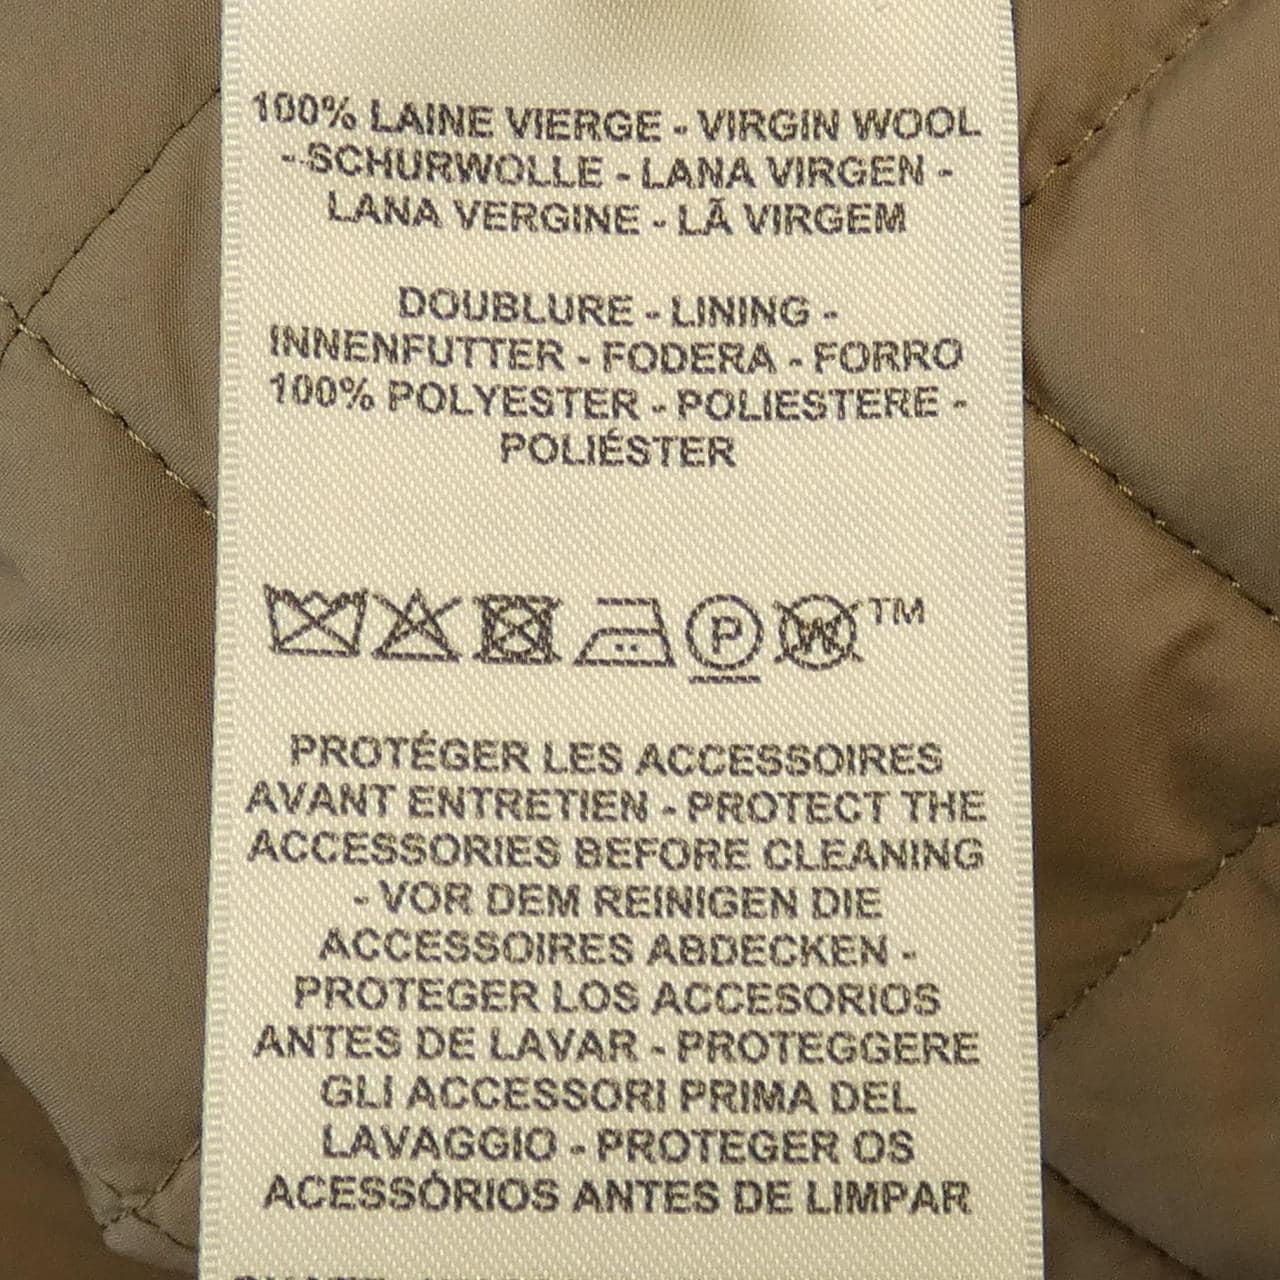 100% LAINE VIERGE - VIRGIN WOOL
- SCHURWOLLE - LANA VIRGEN -
LANA VERGINE - LÃ VIRGEM
DOUBLURE - LINING -
INNENFUTTER - FODERA - FORRO
100% POLYESTER - POLIESTERE -
POLIÉSTER
P W TM
PROTÉGER LES ACCESSOIRES
AVANT ENTRETIEN - PROTECT THE
ACCESSORIES BEFORE CLEANING
- VOR DEM REINIGEN DIE
ACCESSOIRES ABDECKEN -
PROTEGER LOS ACCESORIOS
ANTES DE LAVAR - PROTEGGERE
GLI ACCESSORI PRIMA DEL
LAVAGGIO - PROTEGER OS
ACESSÓRIOS ANTES DE LIMPAR